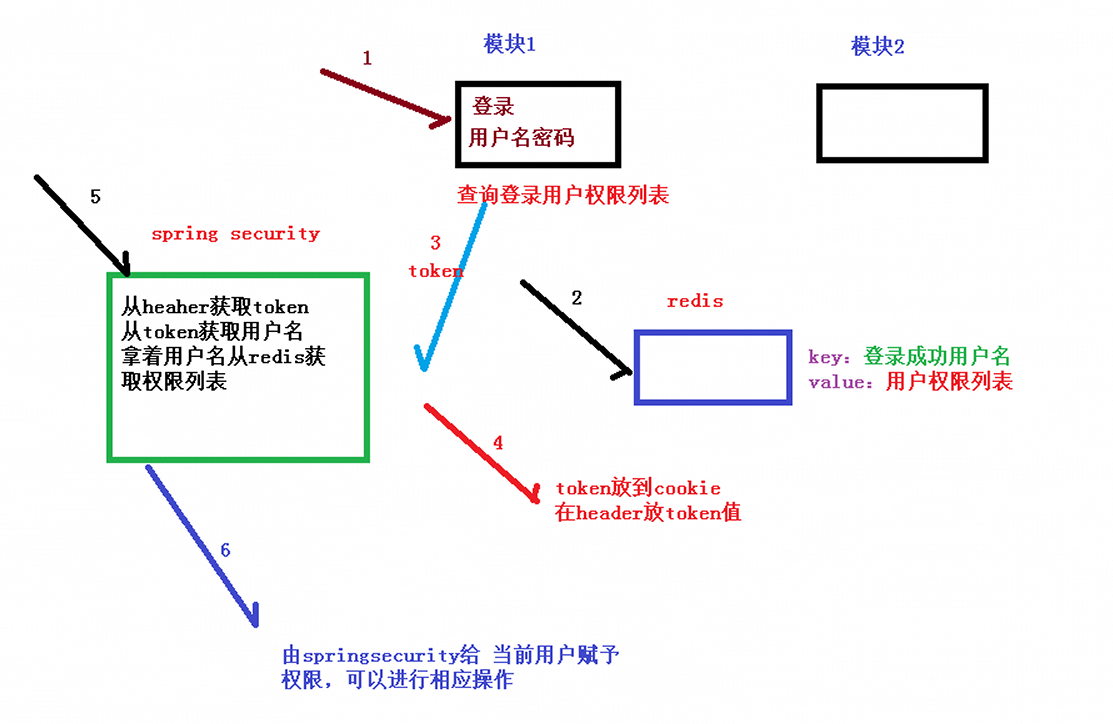 模块1
模块2
1
登录
用户名密码
查询登录用户权限列表
5
spring security
从heaher获取token
从token获取用户名
拿着用户名从redis获
取权限列表
3
token
2
redis
key：登录成功用户名
value：用户权限列表
4
token放到cookie
在header放token值
6
由springsecurity给 当前用户赋予
权限，可以进行相应操作